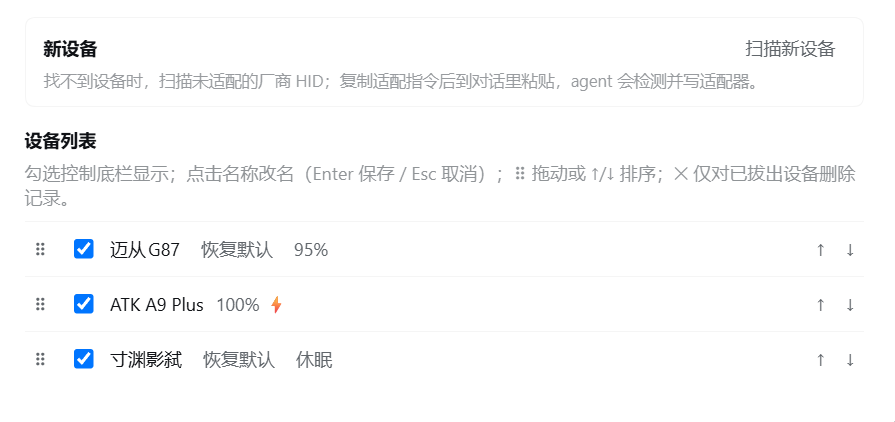 新设备 扫描新设备
找不到设备时，扫描未适配的厂商 HID；复制适配指令后到对话里粘贴，agent 会检测并写适配器。
设备列表
勾选控制底栏显示；点击名称改名（Enter 保存 / Esc 取消）；⠿ 拖动或 ↑/↓ 排序；✕ 仅对已拔出设备删除
记录。
⠿ 迈从 G87 恢复默认 95% ↑ ↓
⠿ ATK A9 Plus 100% ⚡ ↑ ↓
⠿ 寸渊影弑 恢复默认 休眠 ↑ ↓